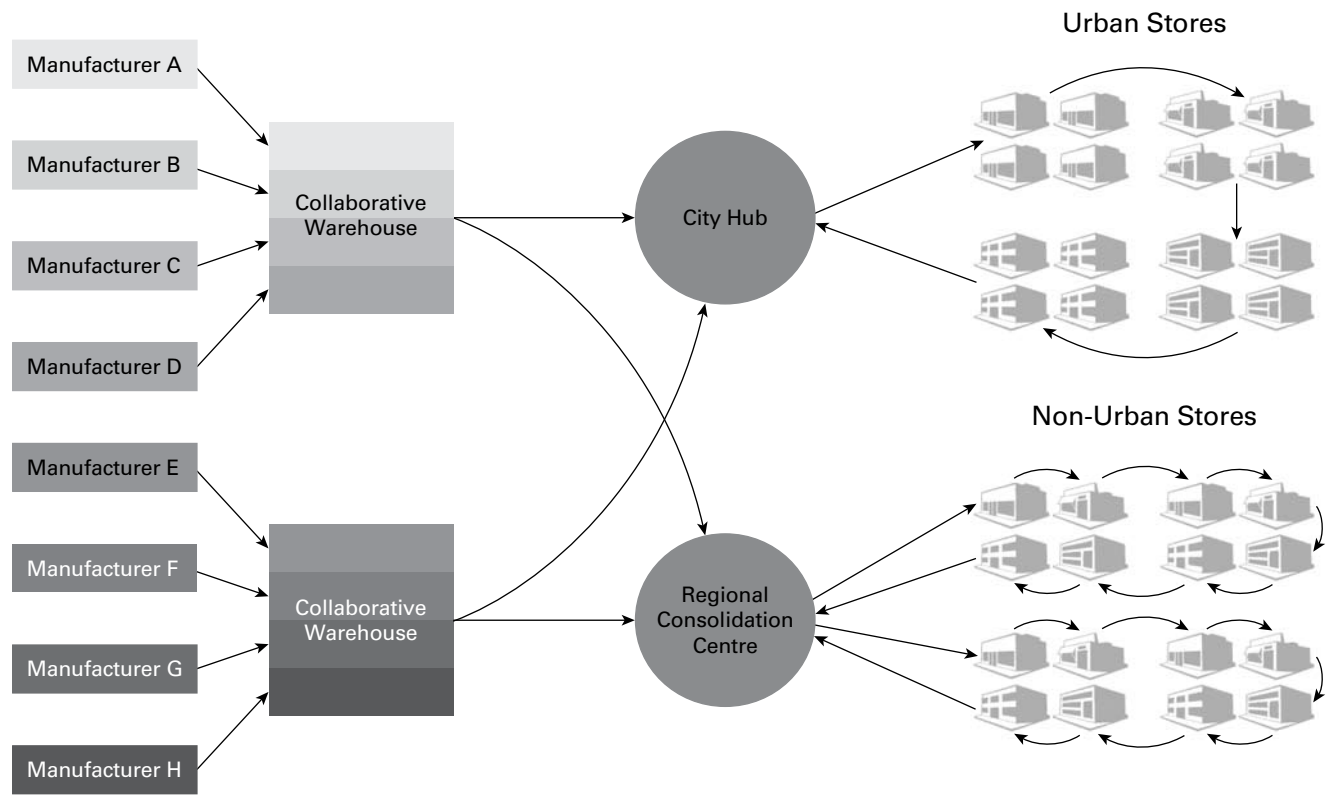 Urban Stores
Manufacturer A
Manufacturer B
Collaborative
Warehouse
City Hub
Manufacturer C
Manufacturer D
Non-Urban Stores
Manufacturer E
Manufacturer F
Collaborative
Warehouse
Regional
Consolidation
Centre
Manufacturer G
Manufacturer H